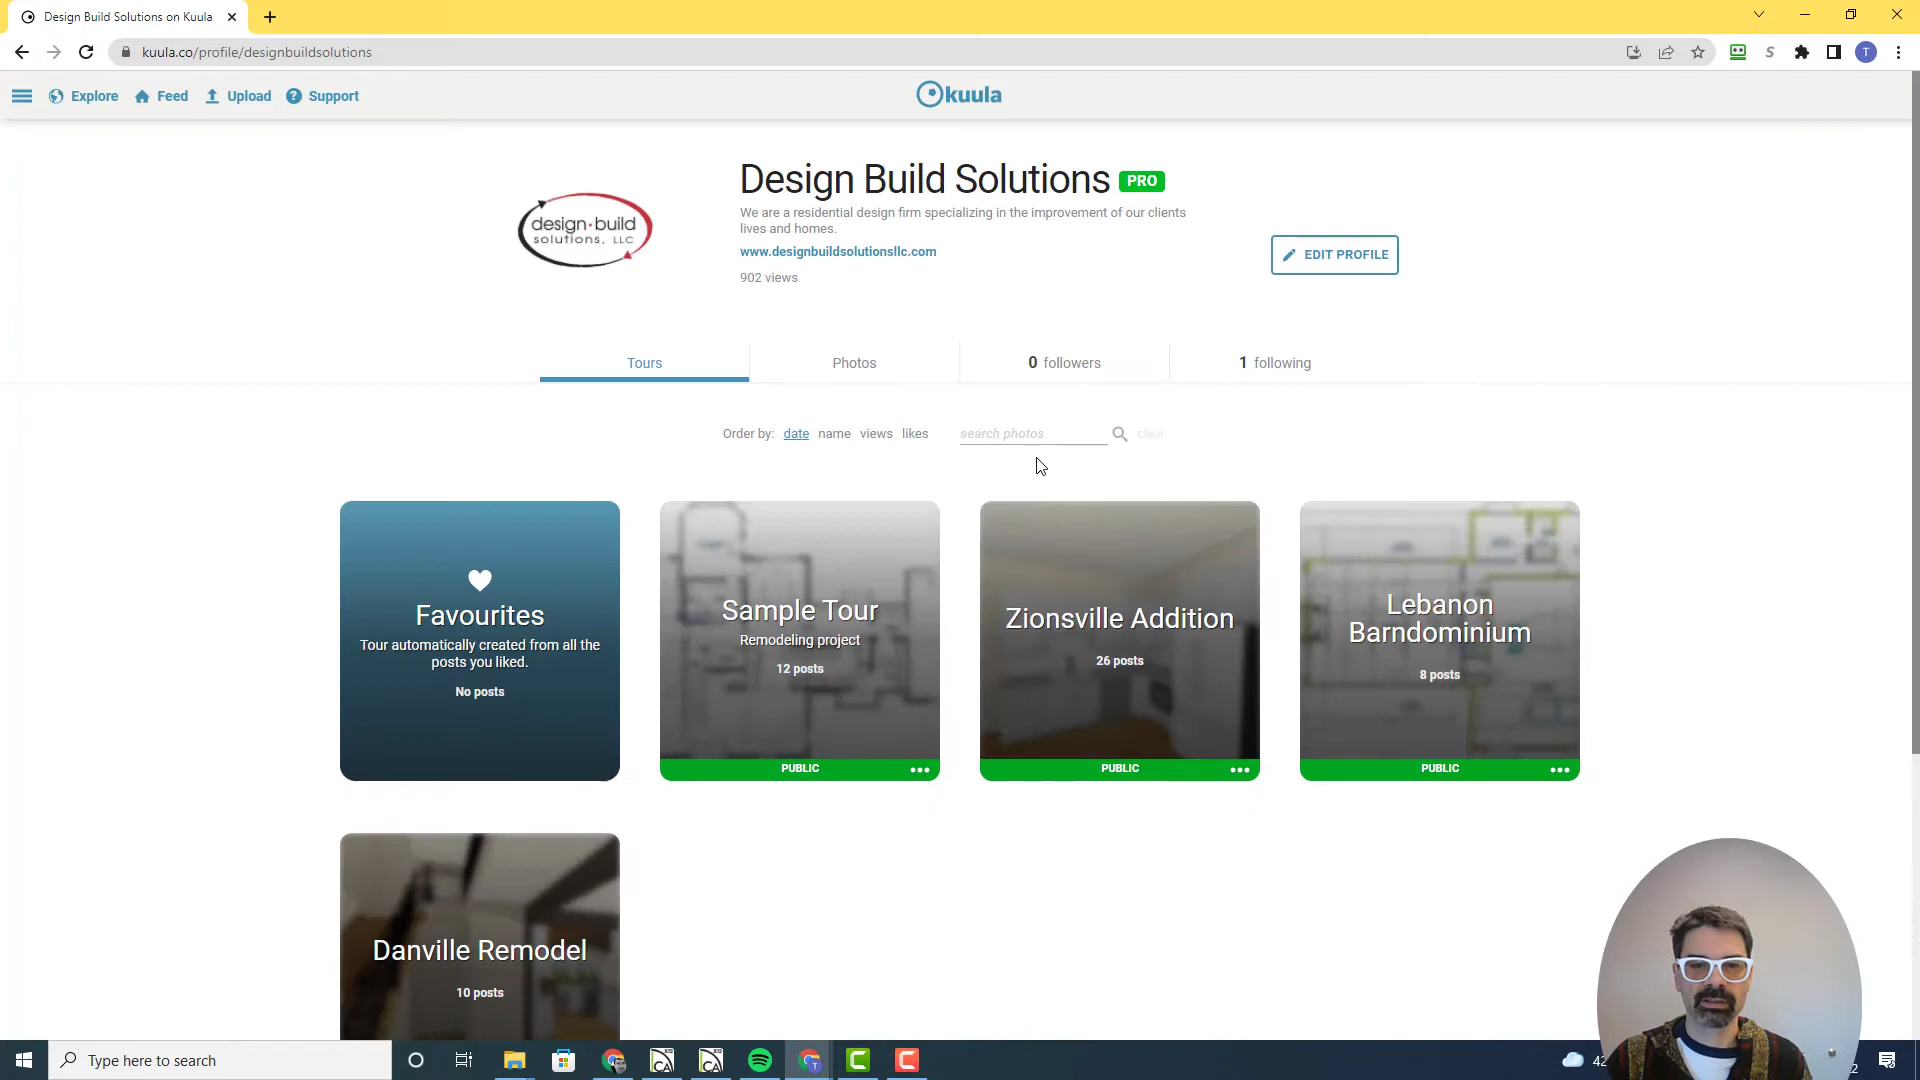 Design Build Solutions on Kuula
kuula.co/profile/designbuildsolutions
T
Explore
Feed
Upload
Support
kuula
design·build
solutions, LLC
Design Build Solutions PRO
We are a residential design firm specializing in the improvement of our clients
lives and homes.
www.designbuildsolutionsllc.com
902 views
EDIT PROFILE
Tours
Photos
0 followers
1 following
Order by: date name views likes
search photos
clear
Favourites
Tour automatically created from all the
posts you liked.
No posts
Sample Tour
Remodeling project
12 posts
PUBLIC
Zionsville Addition
26 posts
PUBLIC
Lebanon
Barndominium
8 posts
PUBLIC
Danville Remodel
10 posts
Type here to search